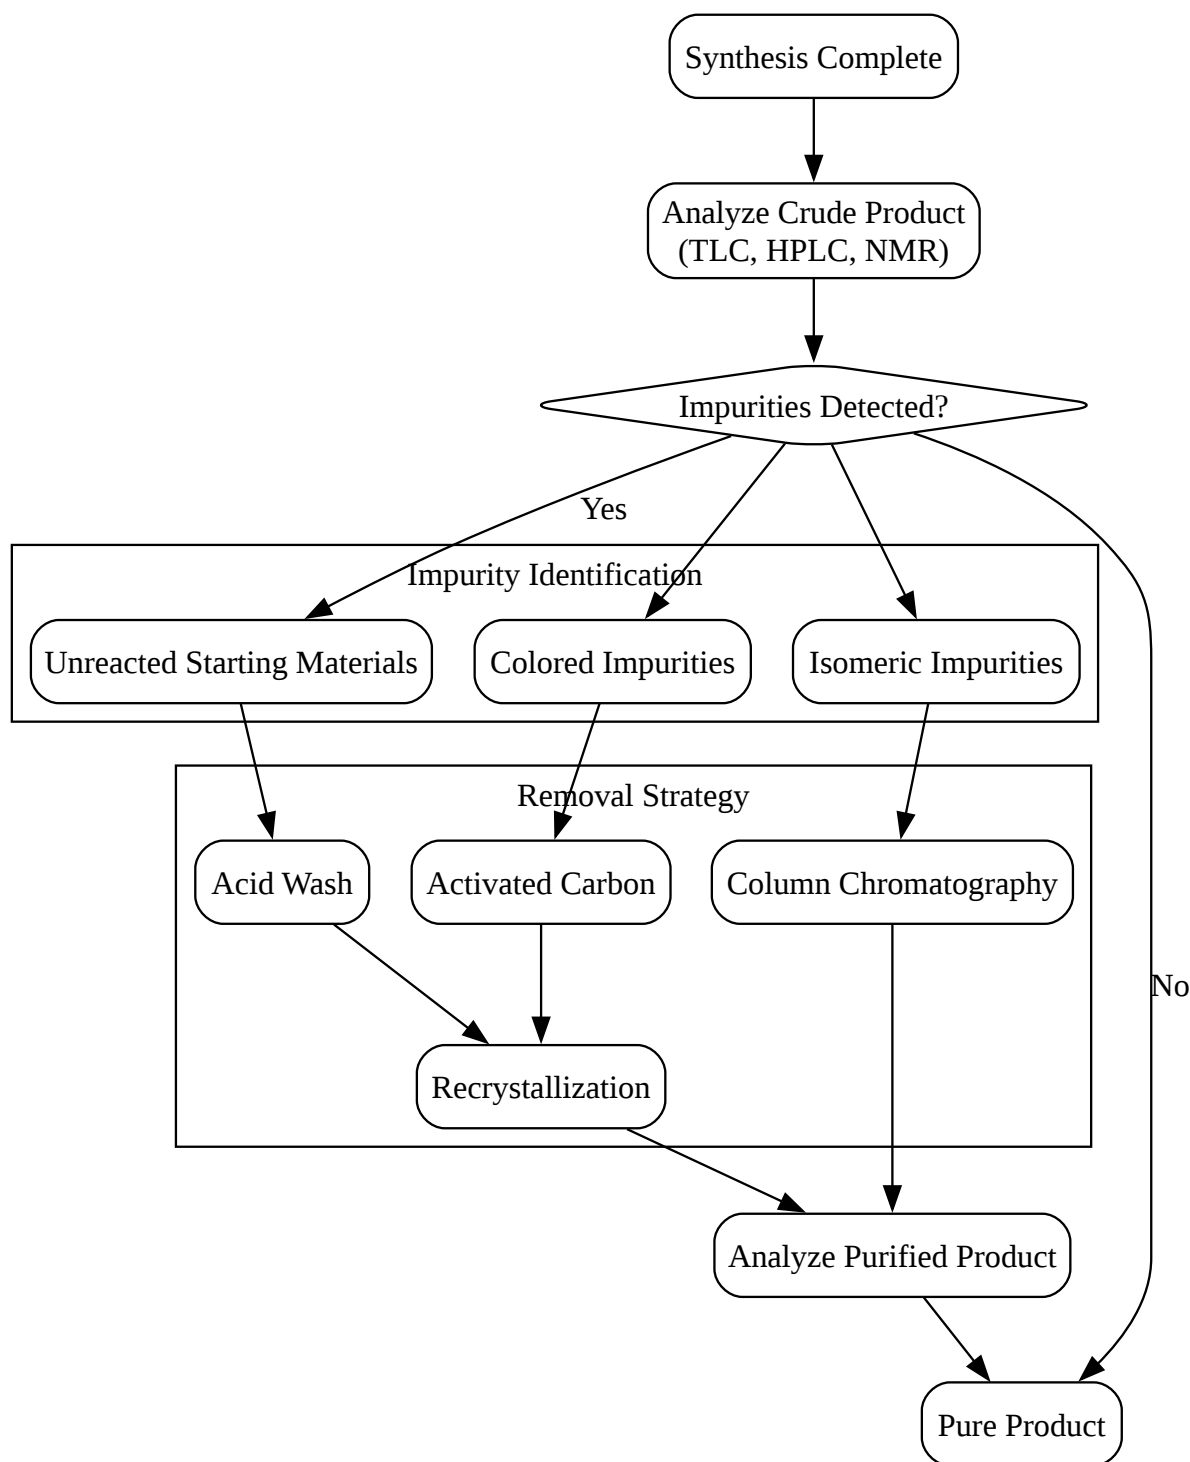 Synthesis Complete
Analyze Crude Product
(TLC, HPLC, NMR)
Impurities Detected?
Yes
Impurity Identification
Unreacted Starting Materials
Colored Impurities
Isomeric Impurities
Removal Strategy
Acid Wash
Activated Carbon
Column Chromatography
No
Recrystallization
Analyze Purified Product
Pure Product